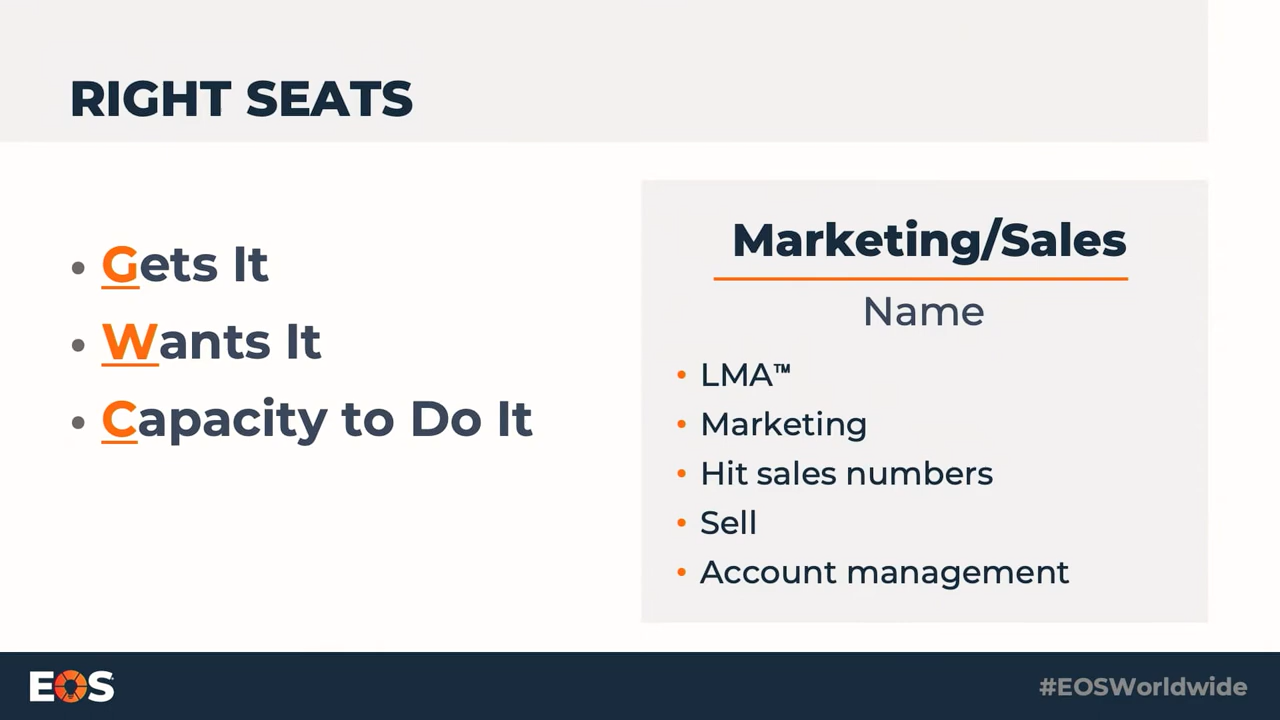 RIGHT SEATS
• Gets It
• Wants It
• Capacity to Do It
Marketing/Sales
Name
• LMA™
• Marketing
• Hit sales numbers
• Sell
• Account management
EOS
#EOSWorldwide